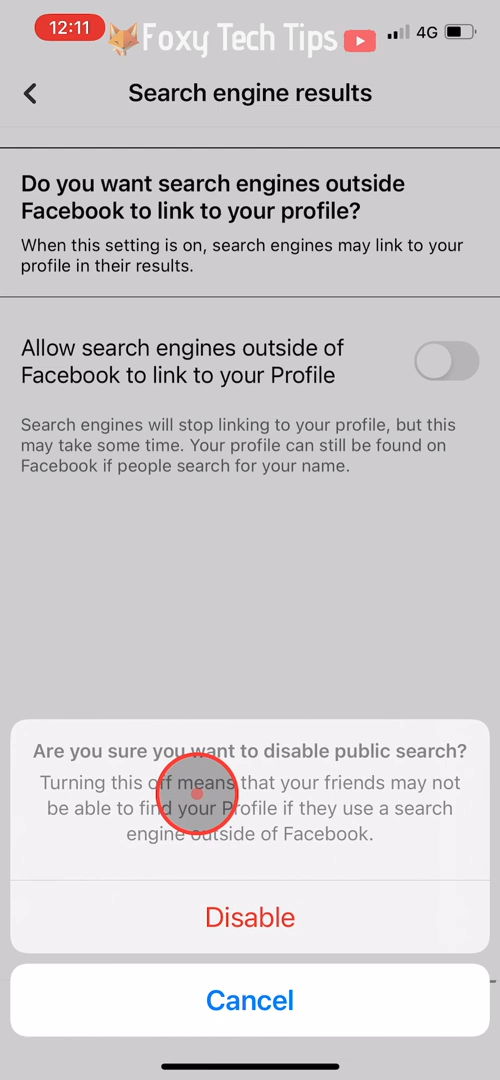 12:11
Foxy Tech Tips
4G
Search engine results
Do you want search engines outside
Facebook to link to your profile?
When this setting is on, search engines may link to your
profile in their results.
Allow search engines outside of
Facebook to link to your Profile
Search engines will stop linking to your profile, but this
may take some time. Your profile can still be found on
Facebook if people search for your name.
Are you sure you want to disable public search?
Turning this off means that your friends may not
be able to find your Profile if they use a search
engine outside of Facebook.
Disable
Cancel